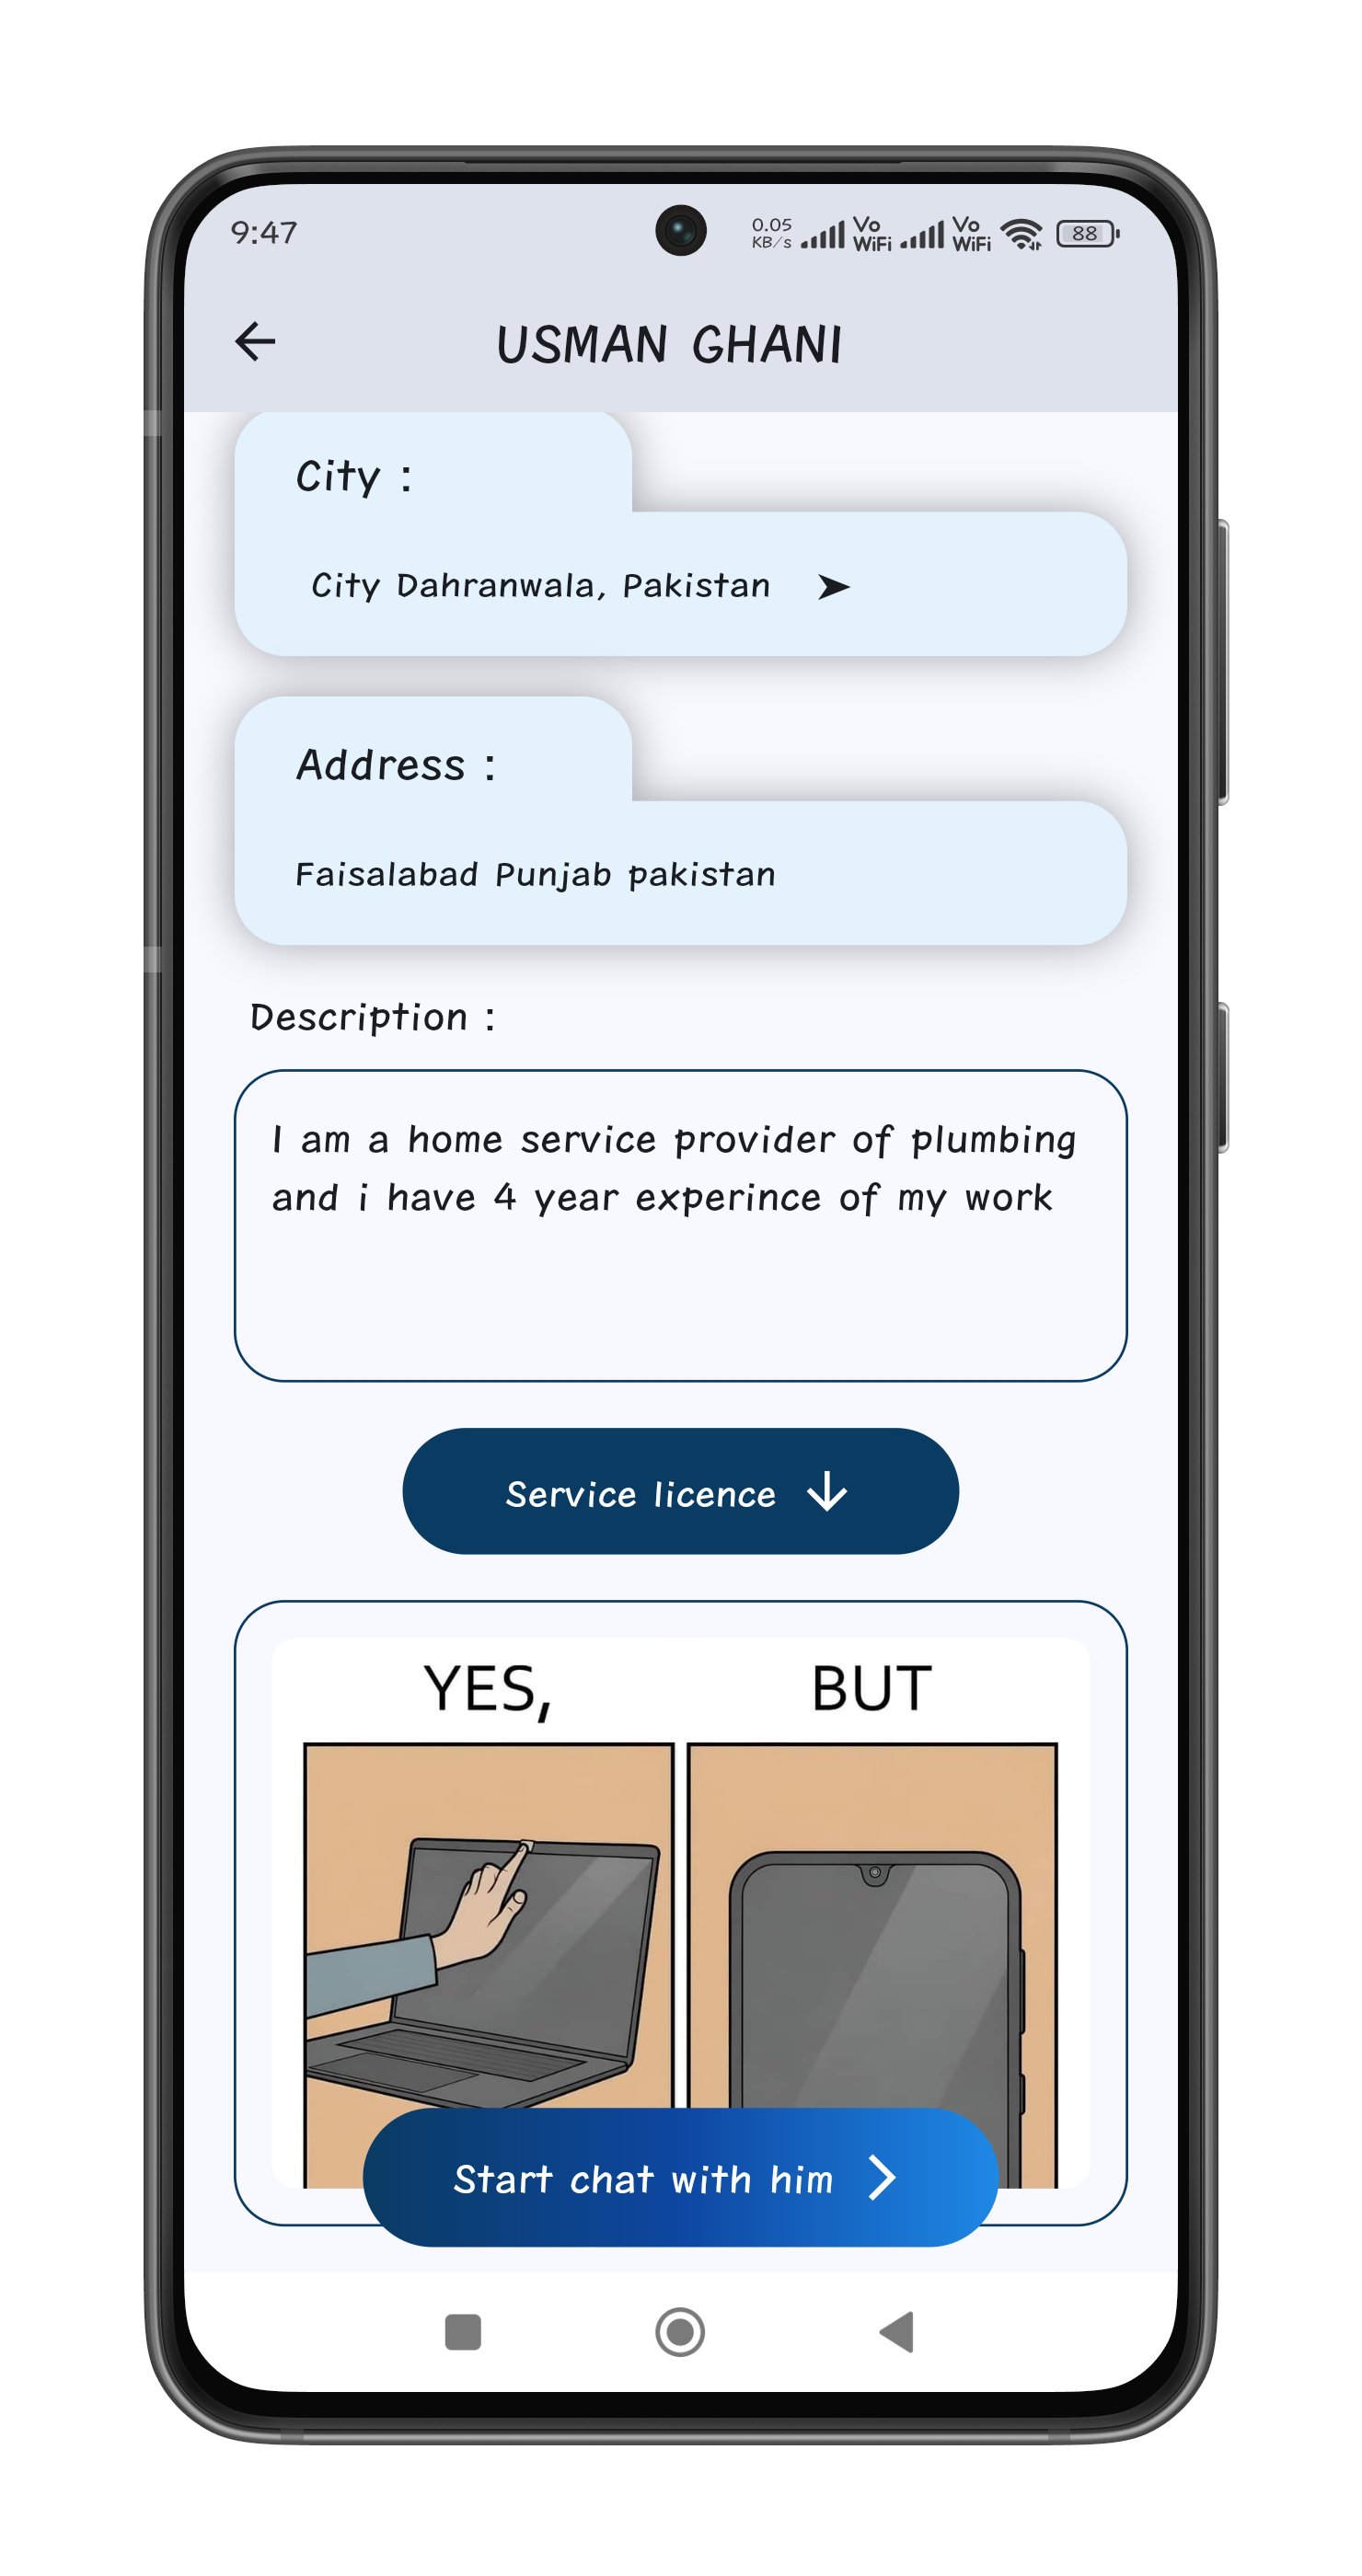 9:47
0.05 KB/s Vo WiFi Vo WiFi 88
USMAN GHANI
City :
City Dahranwala, Pakistan
Address :
Faisalabad Punjab pakistan
Description :
I am a home service provider of plumbing
and i have 4 year experince of my work
Service licence
YES, BUT
Start chat with him